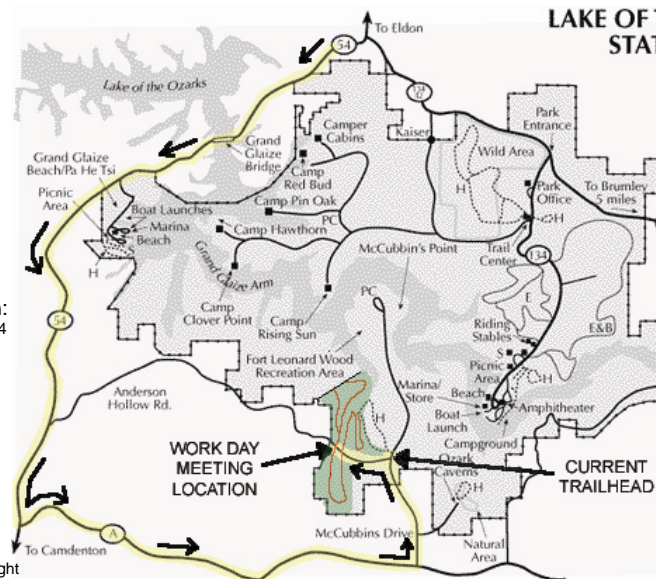 LAKE OF T
STAT
To Eldon
54
Lake of the Ozarks
Kaiser
Park
Entrance
Camper
Cabins
Grand
Glaize
Bridge
Wild Area
Grand Glaize
Beach/Pa He Tsi
Camp
Red Bud
To Brumley
5 miles
Picnic
Area
H
Park
Office
Camp Pin Oak
Boat Launches
PC
H
Marina
Beach
Camp Hawthorn
McCubbin's Point
Trail
Center
S
134
H
Grand Glaize Arm
Camp
Clover Point
Camp
Rising Sun
PC
E
n:
4
54
Riding
Stables
E&B
Fort Leonard Wood
Recreation Area
S
Picnic
Area
H
Anderson
Hollow Rd.
Marina/
Store
Beach
Amphitheater
Boat
Launch
H
Campground
WORK DAY
MEETING
LOCATION
Ozark
Caverns
CURRENT
TRAILHEAD
H
McCubbins Drive
Natural
Area
To Camdenton
A
ght